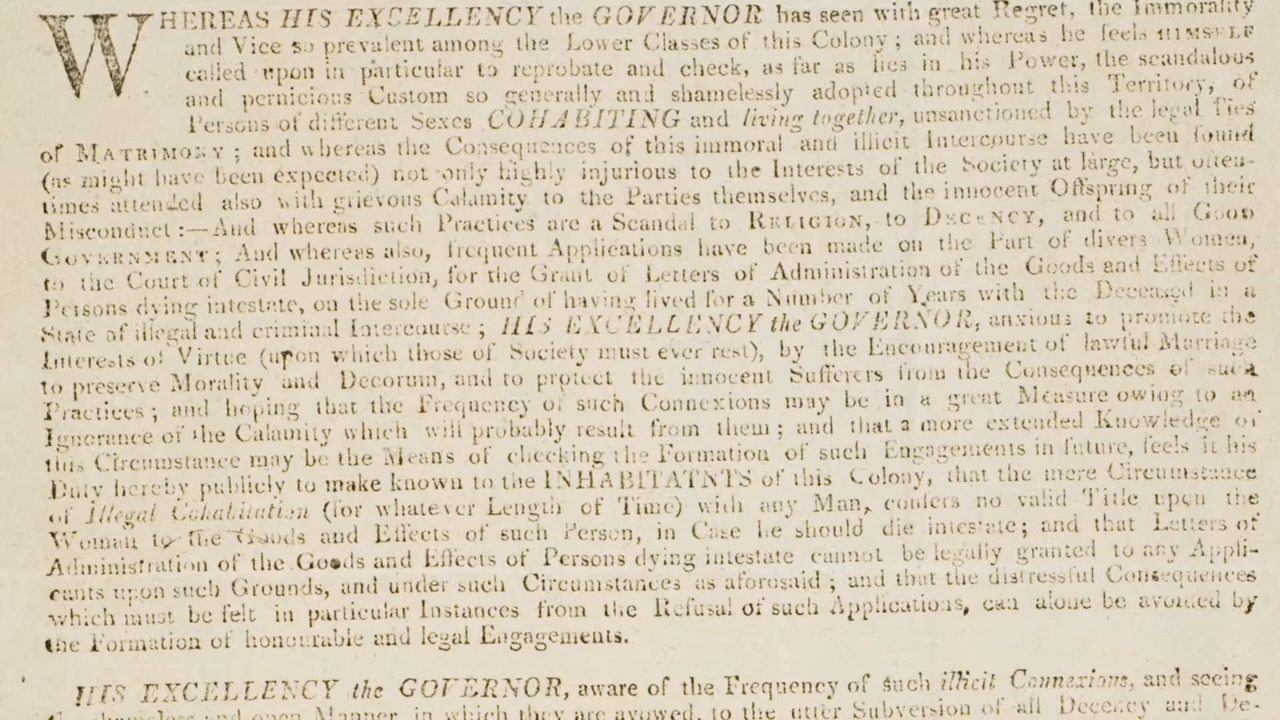 WHEREAS HIS EXCELLENCY the GOVERNOR has seen with great Regret, the Immorality
and Vice so prevalent among the Lower Classes of this Colony; and whereas he feels HIMSELF
called upon in particular to reprobate and check, as far as lies in his Power, the scandalous
and pernicious Custom so generally and shamelessly adopted throughout this Territory, of
Persons of different Sexes COHABITING and living together, unsanctioned by the legal Ties
of MATRIMONY; and whereas the Consequences of this immoral and illicit Intercourse have been found
(as might have been expected) not only highly injurious to the Interests of the Society at large, but often-
times attended also with grievous Calamity to the Parties themselves, and the innocent Offspring of their
Misconduct:—And whereas such Practices are a Scandal to RELIGION, to DECENCY, and to all GOOD
GOVERNMENT; And whereas also, frequent Applications have been made on the Part of divers Women,
to the Court of Civil Jurisdiction, for the Grant of Letters of Administration of the Goods and Effects of
Persons dying intestate, on the sole Ground of having lived for a Number of Years with the Deceased in a
State of illegal and criminal Intercourse; HIS EXCELLENCY the GOVERNOR, anxious to promote the
Interests of Virtue (upon which those of Society must ever rest), by the Encouragement of lawful Marriage
to preserve Morality and Decorum, and to protect the innocent Sufferers from the Consequences of such
Practices; and hoping that the Frequency of such Connexions may be in a great Measure owing to an
Ignorance of the Calamity which will probably result from them; and that a more extended Knowledge of
this Circumstance may be the Means of checking the Formation of such Engagements in future, feels it his
Duty hereby publicly to make known to the INHABITATNTS of this Colony, that the mere Circumstance
of Illegal Cohabitation (for whatever Length of Time) with any Man, confers no valid Title upon the
Woman to the Goods and Effects of such Person, in Case he should die intestate; and that Letters of
Administration of the Goods and Effects of Persons dying intestate cannot be legally granted to any Appli-
cants upon such Grounds, and under such Circumstances as aforosaid; and that the distressful Consequences
which must be felt in particular Instances from the Refusal of such Applications, can alone be avoided by
the Formation of honourable and legal Engagements.
HIS EXCELLENCY the GOVERNOR, aware of the Frequency of such illicit Connexions, and seeing
the shameless and open Manner, in which they are avowed, to the utter Subversion of all Decency and De-